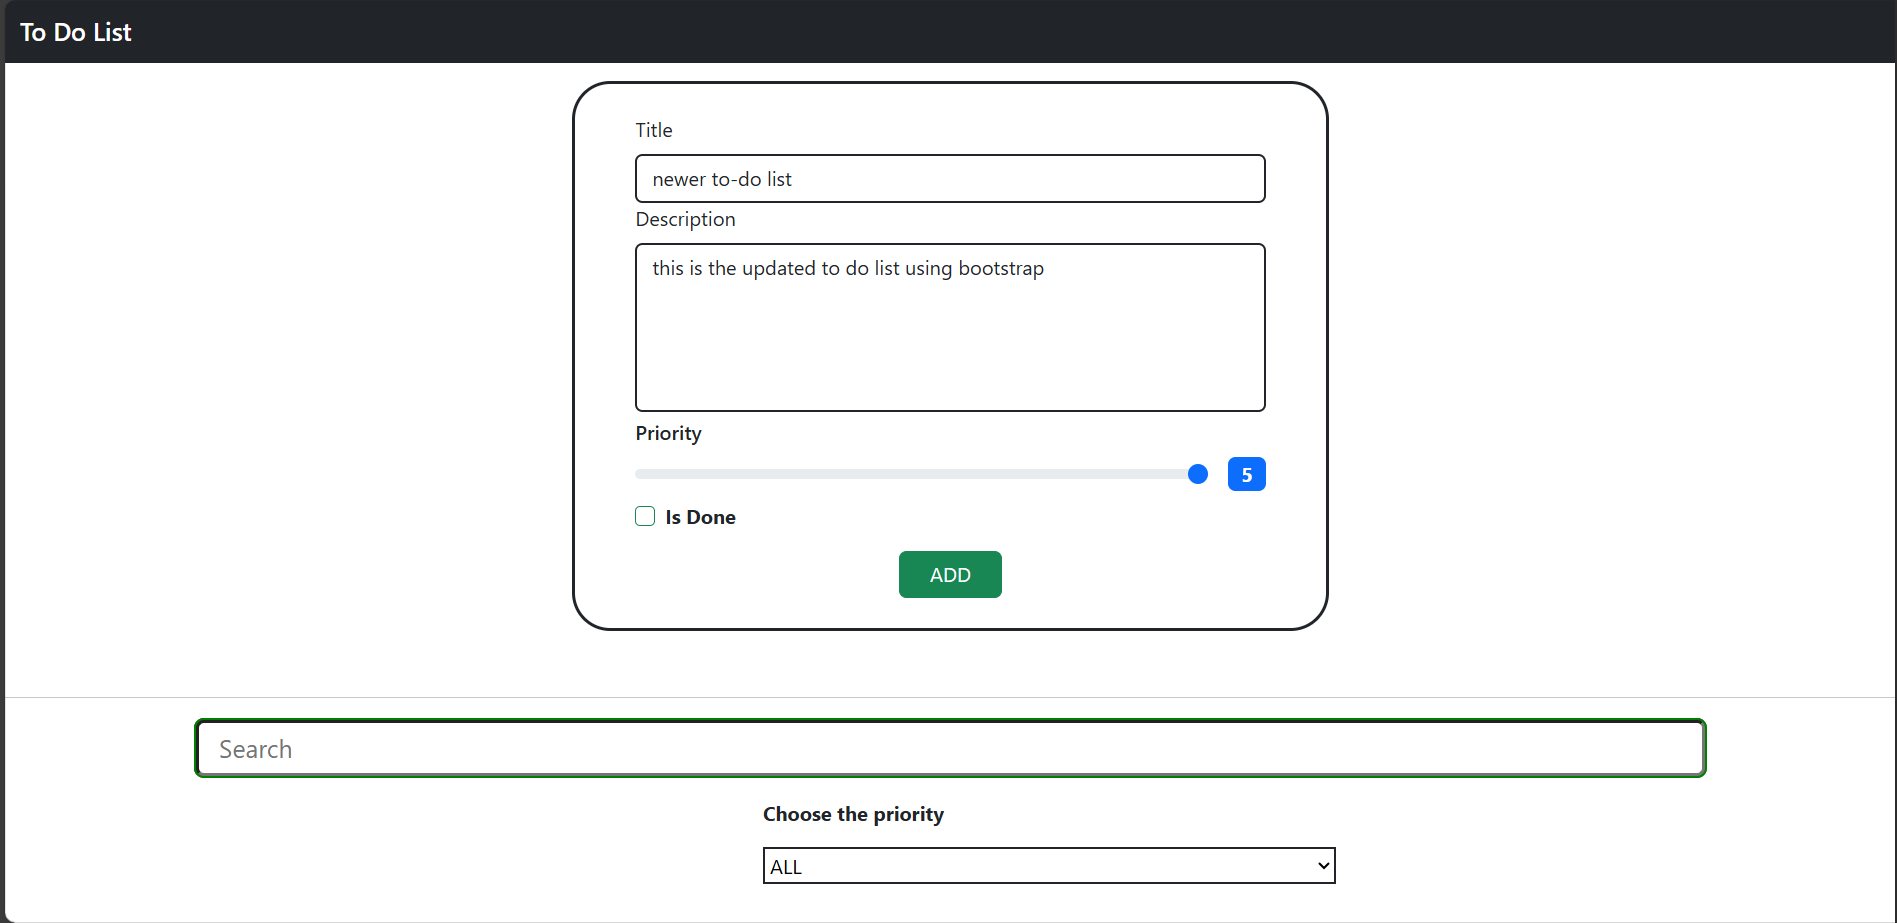 To Do List
Title
newer to-do list
Description
this is the updated to do list using bootstrap
Priority
5
Is Done
ADD
Search
Choose the priority
ALL